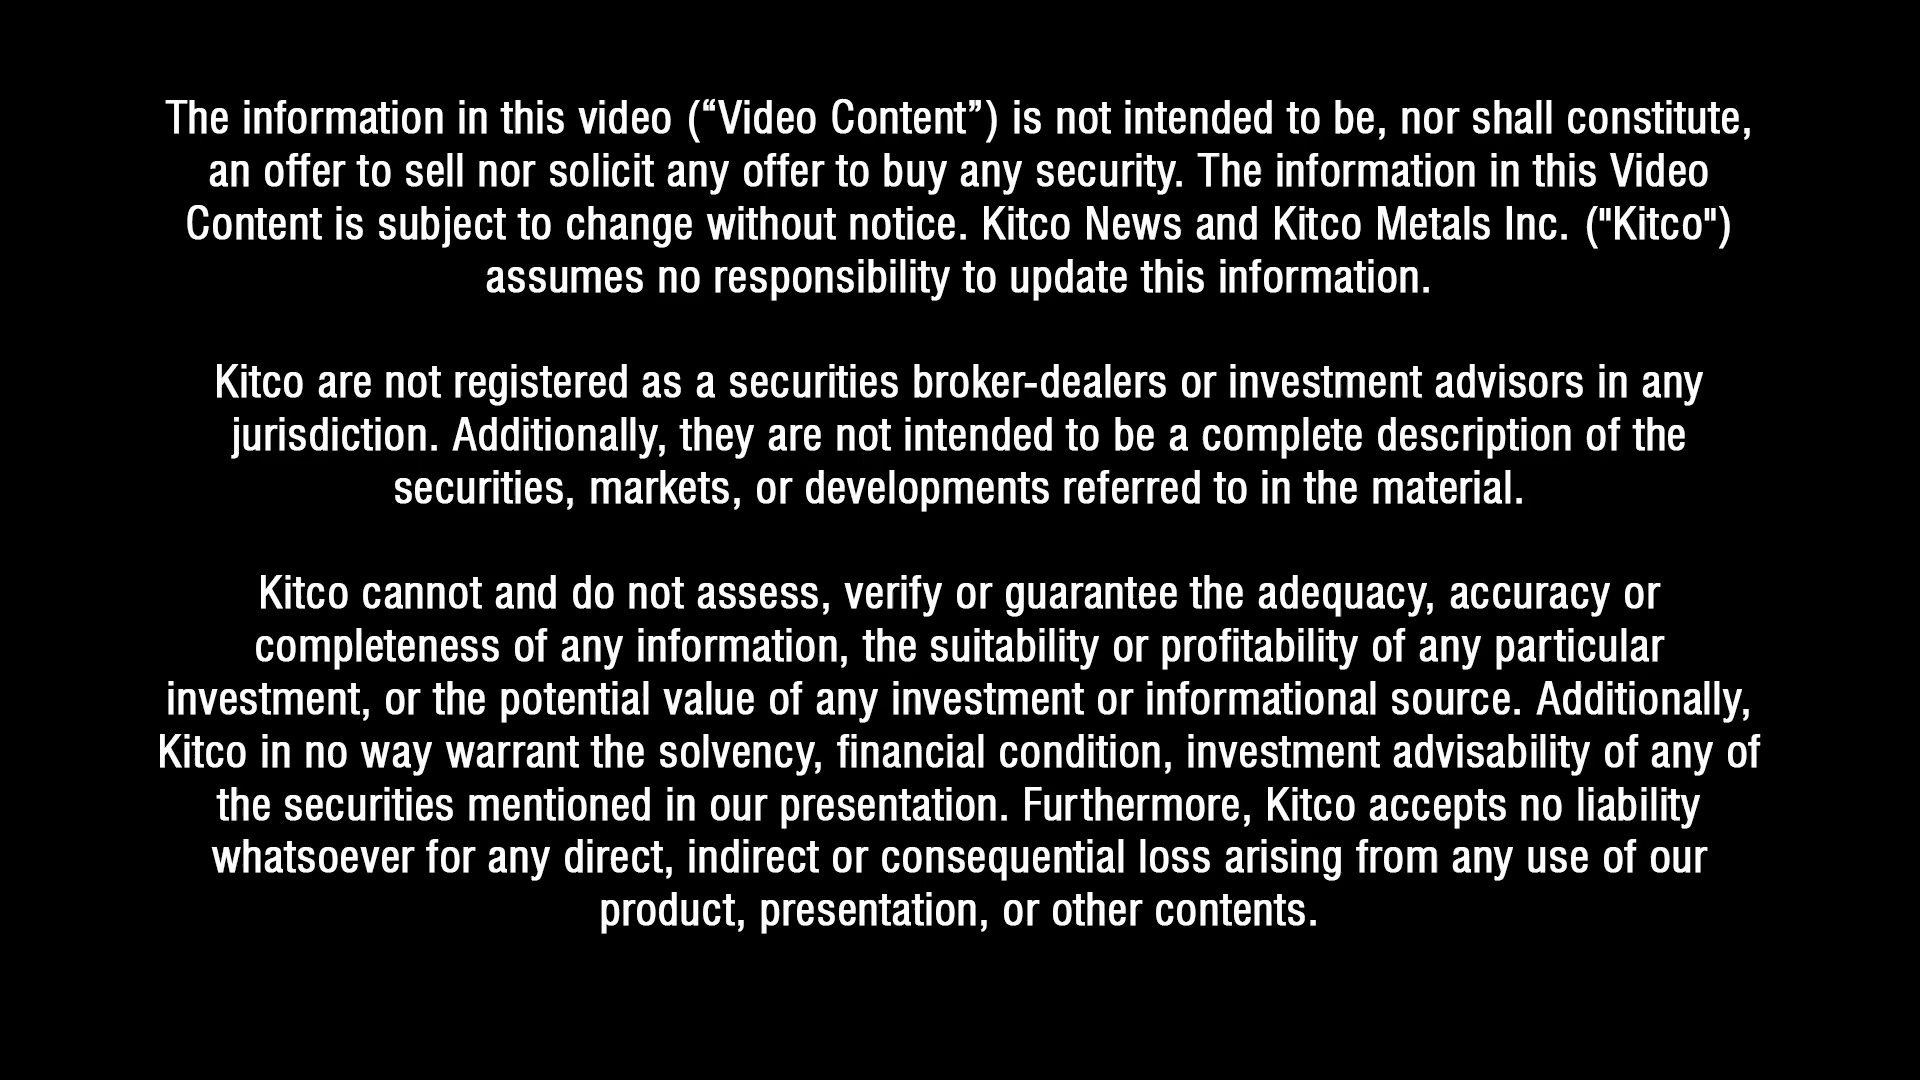 The information in this video (“Video Content”) is not intended to be, nor shall constitute,
an offer to sell nor solicit any offer to buy any security. The information in this Video
Content is subject to change without notice. Kitco News and Kitco Metals Inc. ("Kitco")
assumes no responsibility to update this information.
Kitco are not registered as a securities broker-dealers or investment advisors in any
jurisdiction. Additionally, they are not intended to be a complete description of the
securities, markets, or developments referred to in the material.
Kitco cannot and do not assess, verify or guarantee the adequacy, accuracy or
completeness of any information, the suitability or profitability of any particular
investment, or the potential value of any investment or informational source. Additionally,
Kitco in no way warrant the solvency, financial condition, investment advisability of any of
the securities mentioned in our presentation. Furthermore, Kitco accepts no liability
whatsoever for any direct, indirect or consequential loss arising from any use of our
product, presentation, or other contents.